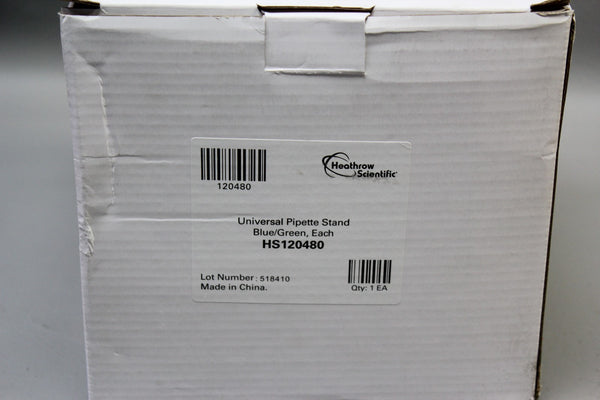 120480
Heathrow
Scientific
Universal Pipette Stand
Blue/Green, Each
HS120480
Lot Number: 518410
Made in China.
Qty: 1 EA